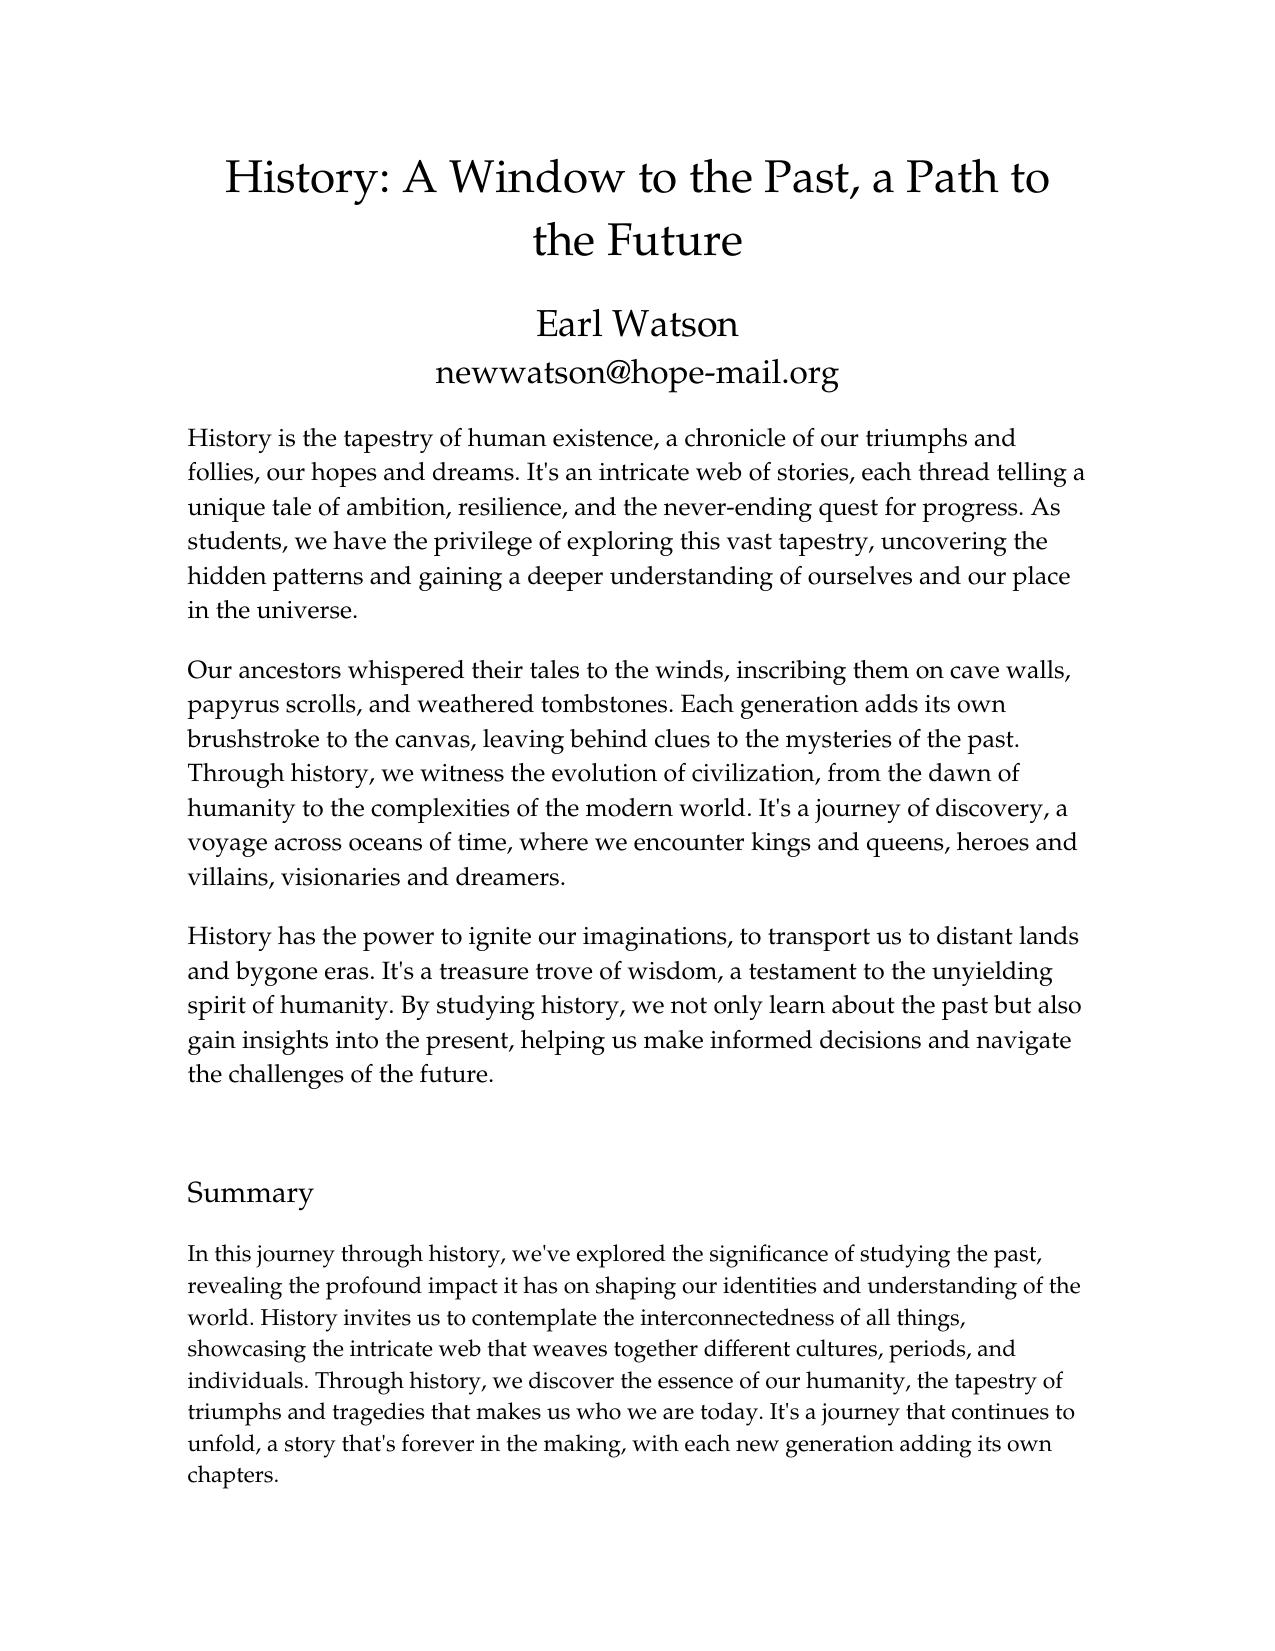 History: A Window to the Past, a Path to
the Future
Earl Watson
newwatson@hope-mail.org
History is the tapestry of human existence, a chronicle of our triumphs and
follies, our hopes and dreams. It's an intricate web of stories, each thread telling a
unique tale of ambition, resilience, and the never-ending quest for progress. As
students, we have the privilege of exploring this vast tapestry, uncovering the
hidden patterns and gaining a deeper understanding of ourselves and our place
in the universe.
Our ancestors whispered their tales to the winds, inscribing them on cave walls,
papyrus scrolls, and weathered tombstones. Each generation adds its own
brushstroke to the canvas, leaving behind clues to the mysteries of the past.
Through history, we witness the evolution of civilization, from the dawn of
humanity to the complexities of the modern world. It's a journey of discovery, a
voyage across oceans of time, where we encounter kings and queens, heroes and
villains, visionaries and dreamers.
History has the power to ignite our imaginations, to transport us to distant lands
and bygone eras. It's a treasure trove of wisdom, a testament to the unyielding
spirit of humanity. By studying history, we not only learn about the past but also
gain insights into the present, helping us make informed decisions and navigate
the challenges of the future.
Summary
In this journey through history, we've explored the significance of studying the past,
revealing the profound impact it has on shaping our identities and understanding of the
world. History invites us to contemplate the interconnectedness of all things,
showcasing the intricate web that weaves together different cultures, periods, and
individuals. Through history, we discover the essence of our humanity, the tapestry of
triumphs and tragedies that makes us who we are today. It's a journey that continues to
unfold, a story that's forever in the making, with each new generation adding its own
chapters.